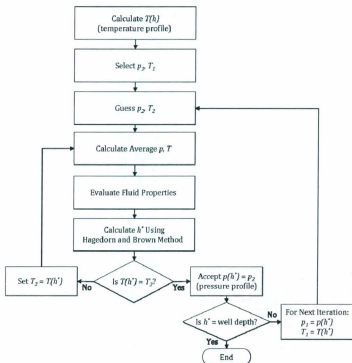 Calculate T(h)
(temperature profile)
Select p₁, T₁
Guess p₂, T₂
Calculate Average p, T
Evaluate Fluid Properties
Calculate h* Using
Hagedorn and Brown Method
Is T(h*) = T₂?
No
Set T₂ = T(h*)
Yes
Accept p(h*) = p₂
(pressure profile)
Is h* = well depth?
No
For Next Iteration:
p₁ = p(h*)
T₁ = T(h*)
Yes
End